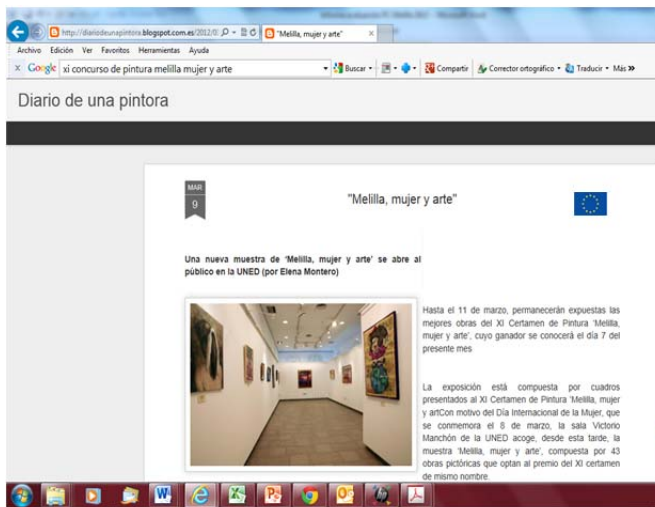 http://diariodeunapintora.blogspot.com.es/2012/0
"Melilla, mujer y arte"
Archivo Edición Ver Favoritos Herramientas Ayuda
x Google xi concurso de pintura melilla mujer y arte Buscar Compartir Corrector ortográfico Traducir Más »
Diario de una pintora
MAR
9
"Melilla, mujer y arte"
Una nueva muestra de 'Melilla, mujer y arte' se abre al
público en la UNED (por Elena Montero)
Hasta el 11 de marzo, permanecerán expuestas las
mejores obras del XI Certamen de Pintura 'Melilla,
mujer y arte', cuyo ganador se conocerá el día 7 del
presente mes
La exposición está compuesta por cuadros
presentados al XI Certamen de Pintura 'Melilla, mujer
y artCon motivo del Día Internacional de la Mujer, que
se conmemora el 8 de marzo, la sala Victorio
Manchón de la UNED acoge, desde esta tarde, la
muestra 'Melilla, mujer y arte', compuesta por 43
obras pictóricas que optan al premio del XI certamen
de mismo nombre.